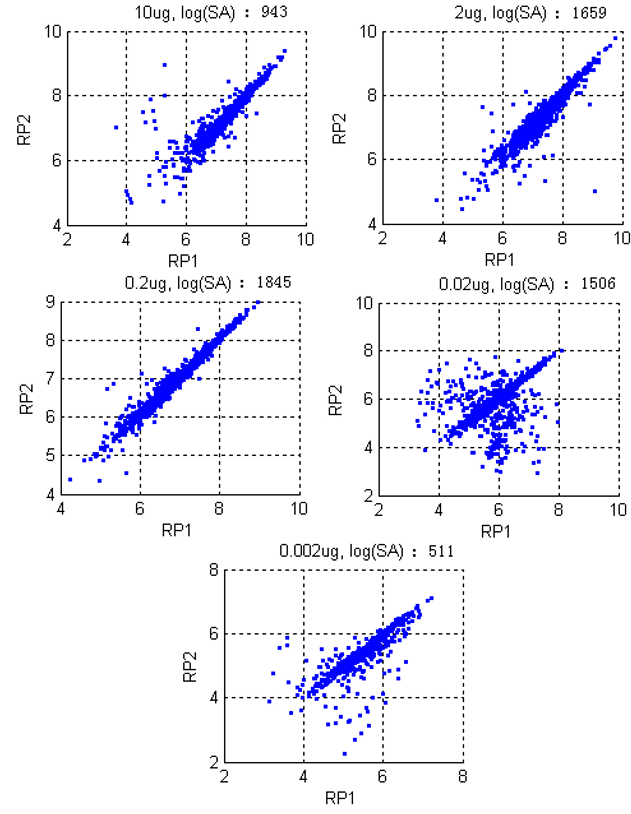 10ug, log(SA) : 943
10
8
6
4
2 4 6 8 10
RP1
RP2
2ug, log(SA) : 1659
10
8
6
4
2 4 6 8 10
RP1
RP2
0.2ug, log(SA) : 1845
9
8
7
6
5
4
4 6 8 10
RP1
RP2
0.02ug, log(SA) : 1506
10
8
6
4
2
2 4 6 8 10
RP1
RP2
0.002ug, log(SA) : 511
8
6
4
2
2 4 6 8
RP1
RP2